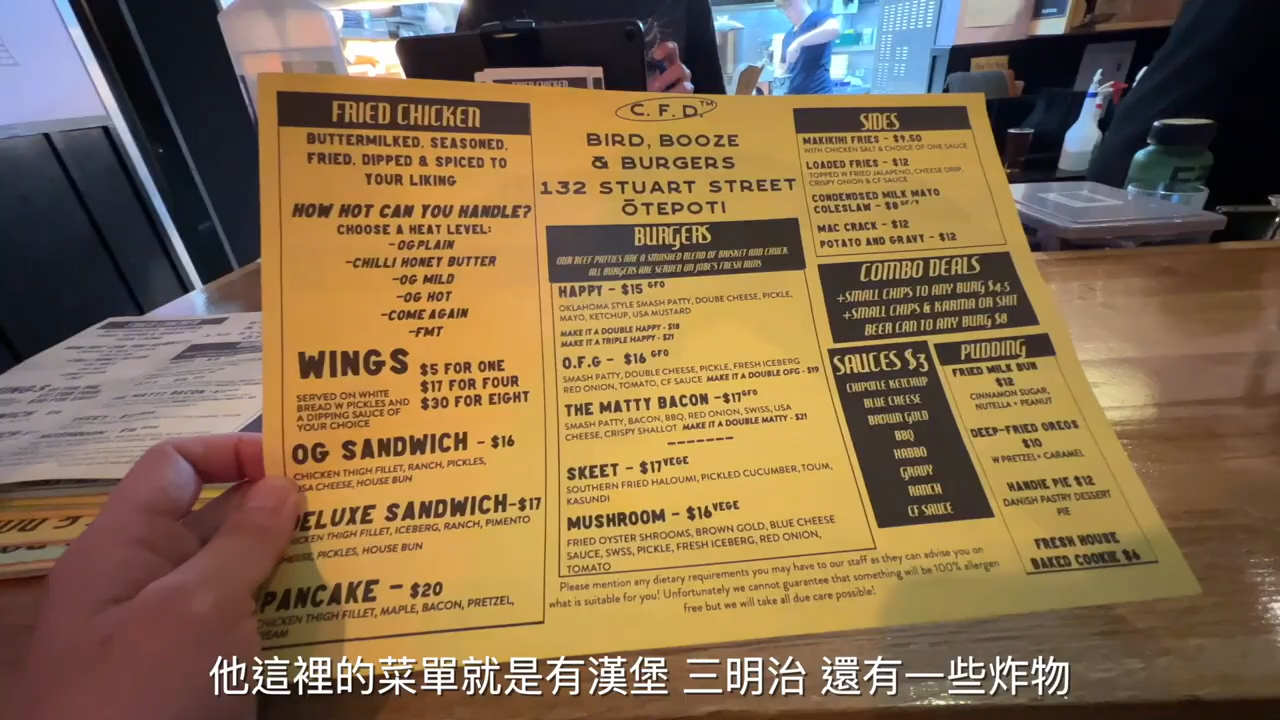 FRIED CHICKEN
BUTTERMILKED, SEASONED,
FRIED, DIPPED & SPICED TO
YOUR LIKING
HOW HOT CAN YOU HANDLE?
CHOOSE A HEAT LEVEL:
-OG PLAIN
-CHILLI HONEY BUTTER
-OG MILD
-OG HOT
-COME AGAIN
-FMT
WINGS
$5 FOR ONE
$17 FOR FOUR
$30 FOR EIGHT
SERVED ON WHITE
BREAD W PICKLES AND
A DIPPING SAUCE OF
YOUR CHOICE
OG SANDWICH - $16
CHICKEN THIGH FILLET, RANCH, PICKLES,
USA CHEESE, HOUSE BUN
DELUXE SANDWICH-$17
CHICKEN THIGH FILLET, ICEBERG, RANCH, PIMENTO
CHEESE, PICKLES, HOUSE BUN
PANCAKE - $20
CHICKEN THIGH FILLET, MAPLE, BACON, PRETZEL,
C. F. D.™
BIRD, BOOZE
& BURGERS
132 STUART STREET
ŌTEPOTI
BURGERS
OUR BEEF PATTIES ARE A SMASHED BLEND OF BRISKET AND CHUCK.
ALL BURGERS ARE SERVED ON JOBE'S FRESH BUNS
HAPPY - $15 GFO
OKLAHOMA STYLE SMASH PATTY, DOUBE CHEESE, PICKLE,
MAYO, KETCHUP, USA MUSTARD
MAKE IT A DOUBLE HAPPY - $18
MAKE IT A TRIPLE HAPPY - $21
O.F.G - $16 GFO
SMASH PATTY, DOUBLE CHEESE, PICKLE, FRESH ICEBERG
RED ONION, TOMATO, CF SAUCE MAKE IT A DOUBLE OFG - $19
THE MATTY BACON -$17GFO
SMASH PATTY, BACON, BBQ, RED ONION, SWISS, USA
CHEESE, CRISPY SHALLOT MAKE IT A DOUBLE MATTY - $21
-------
SKEET - $17VEGE
SOUTHERN FRIED HALOUMI, PICKLED CUCUMBER, TOUM,
KASUNDI
MUSHROOM - $16VEGE
FRIED OYSTER SHROOMS, BROWN GOLD, BLUE CHEESE
SAUCE, SWSS, PICKLE, FRESH ICEBERG, RED ONION,
TOMATO
SIDES
MAKIKIHI FRIES - $9.50
WITH CHICKEN SALT & CHOICE OF ONE SAUCE
LOADED FRIES - $12
TOPPED W FRIED JALAPENO, CHEESE DRIP,
CRISPY ONION & CF SAUCE
CONDENDSED MILK MAYO
COLESLAW - $8 GF/V
MAC CRACK - $12
POTATO AND GRAVY - $12
COMBO DEALS
+SMALL CHIPS TO ANY BURG $4.5
+SMALL CHIPS & KARMA OR SHIT
BEER CAN TO ANY BURG $8
SAUCES $3
CHIPOTLE KETCHUP
BLUE CHEESE
BROWN GOLD
BBQ
HABBO
GRAVY
RANCH
CF SAUCE
PUDDING
FRIED MILK BUN
$12
CINNAMON SUGAR,
NUTELLA + PEANUT
DEEP-FRIED OREOS
$10
W PRETZEL+ CARAMEL
HANDIE PIE $12
DANISH PASTRY DESSERT
PIE
FRESH HOUSE
BAKED COOKIE $6
Please mention any dietary requirements you may have to our staff as they can advise you on
what is suitable for you! Unfortunately we cannot guarantee that something will be 100% allergen
free but we will take all due care possible!
他這裡的菜單就是有漢堡 三明治 還有一些炸物